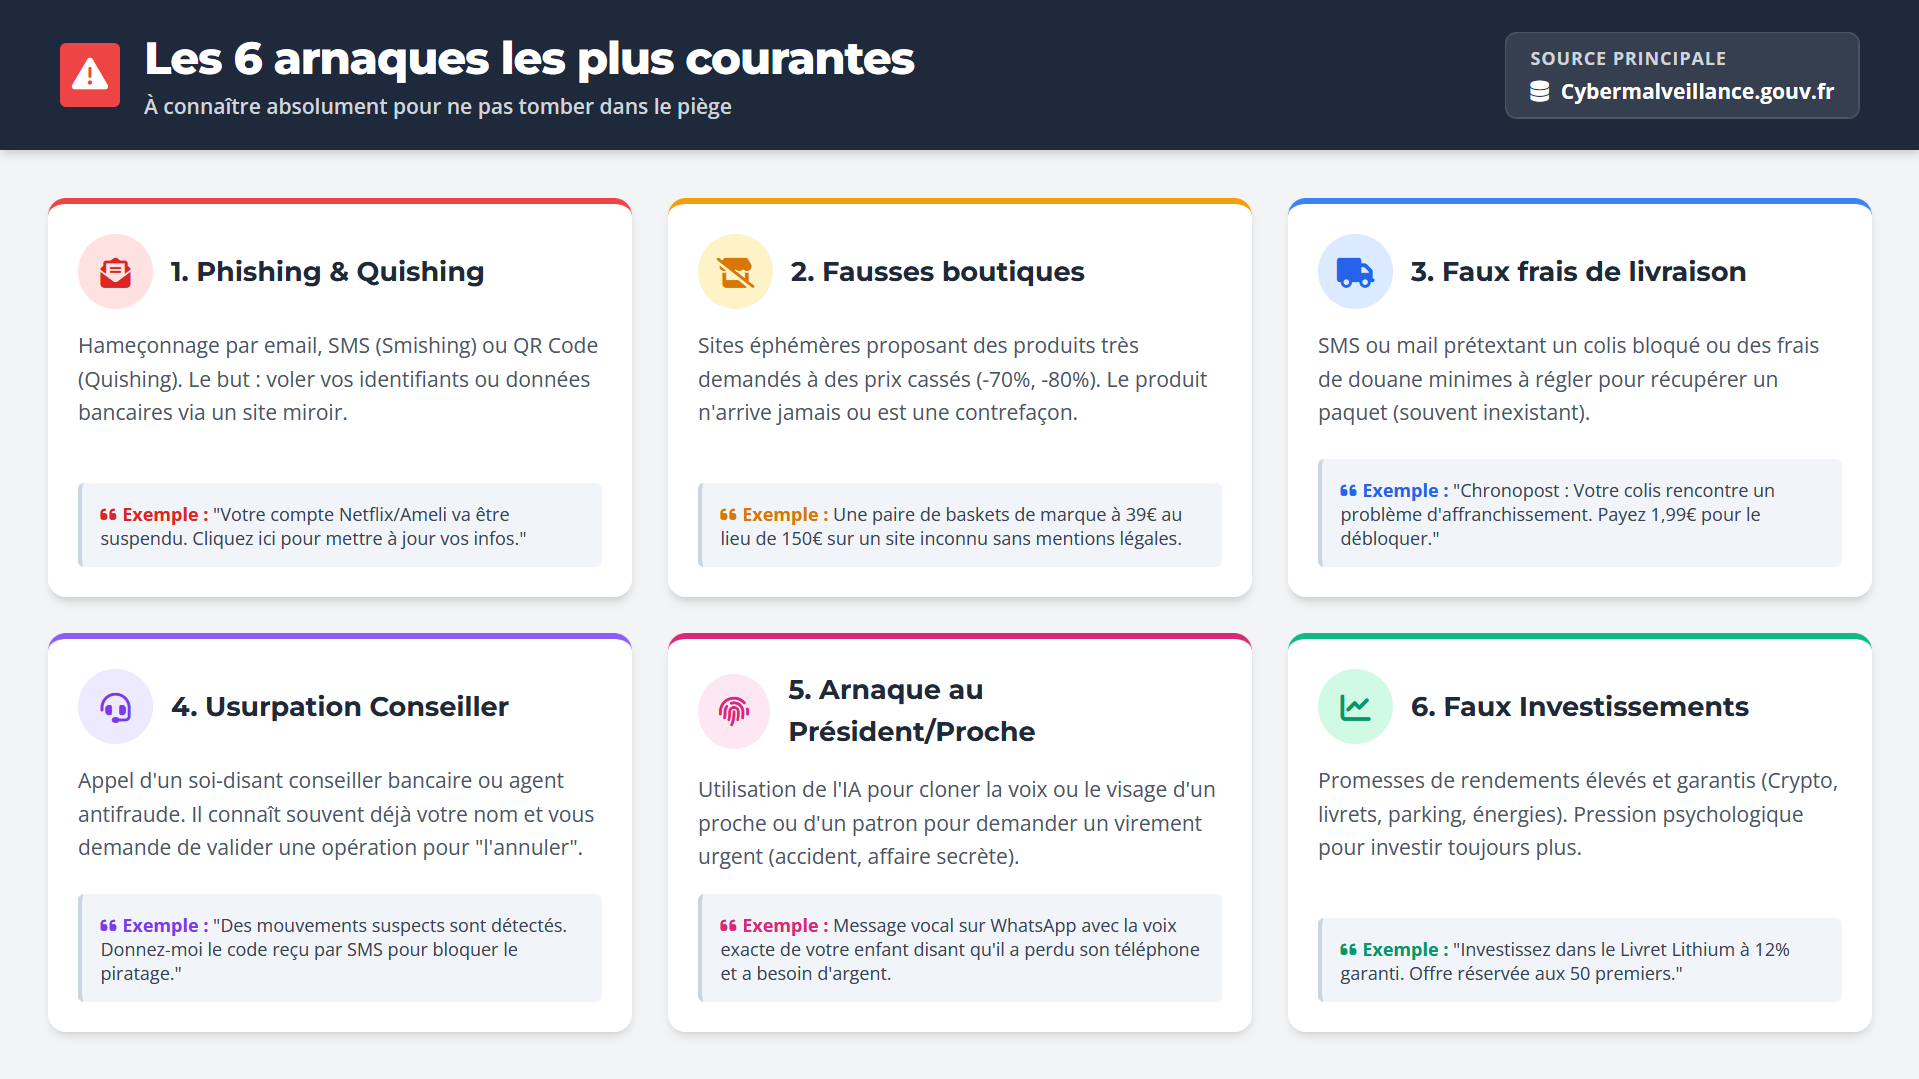 Les 6 arnaques les plus courantes
À connaître absolument pour ne pas tomber dans le piège
SOURCE PRINCIPALE
Cybermalveillance.gouv.fr
1. Phishing & Quishing
Hameçonnage par email, SMS (Smishing) ou QR Code
(Quishing). Le but : voler vos identifiants ou données
bancaires via un site miroir.
Exemple : "Votre compte Netflix/Ameli va être
suspendu. Cliquez ici pour mettre à jour vos infos."
2. Fausses boutiques
Sites éphémères proposant des produits très
demandés à des prix cassés (-70%, -80%). Le produit
n'arrive jamais ou est une contrefaçon.
Exemple : Une paire de baskets de marque à 39€ au
lieu de 150€ sur un site inconnu sans mentions légales.
3. Faux frais de livraison
SMS ou mail prétextant un colis bloqué ou des frais
de douane minimes à régler pour récupérer un
paquet (souvent inexistant).
Exemple : "Chronopost : Votre colis rencontre un
problème d'affranchissement. Payez 1,99€ pour le
débloquer."
4. Usurpation Conseiller
Appel d'un soi-disant conseiller bancaire ou agent
antifraude. Il connaît souvent déjà votre nom et vous
demande de valider une opération pour "l'annuler".
Exemple : "Des mouvements suspects sont détectés.
Donnez-moi le code reçu par SMS pour bloquer le
piratage."
5. Arnaque au
Président/Proche
Utilisation de l'IA pour cloner la voix ou le visage d'un
proche ou d'un patron pour demander un virement
urgent (accident, affaire secrète).
Exemple : Message vocal sur WhatsApp avec la voix
exacte de votre enfant disant qu'il a perdu son téléphone
et a besoin d'argent.
6. Faux Investissements
Promesses de rendements élevés et garantis (Crypto,
livrets, parking, énergies). Pression psychologique
pour investir toujours plus.
Exemple : "Investissez dans le Livret Lithium à 12%
garanti. Offre réservée aux 50 premiers."